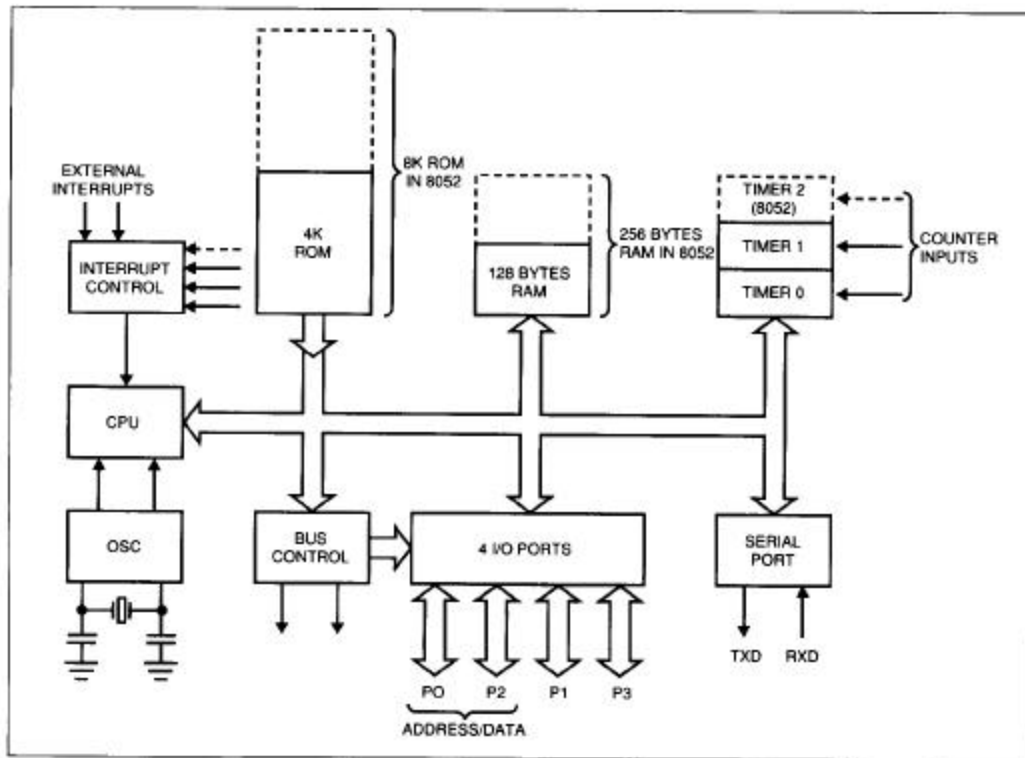 EXTERNAL
INTERRUPTS
INTERRUPT
CONTROL
4K
ROM
8K ROM
IN 8052
128 BYTES
RAM
256 BYTES
RAM IN 8052
TIMER 2
(8052)
TIMER 1
TIMER 0
COUNTER
INPUTS
CPU
OSC
BUS
CONTROL
4 I/O PORTS
SERIAL
PORT
TXD
RXD
PO
P2
P1
P3
ADDRESS/DATA